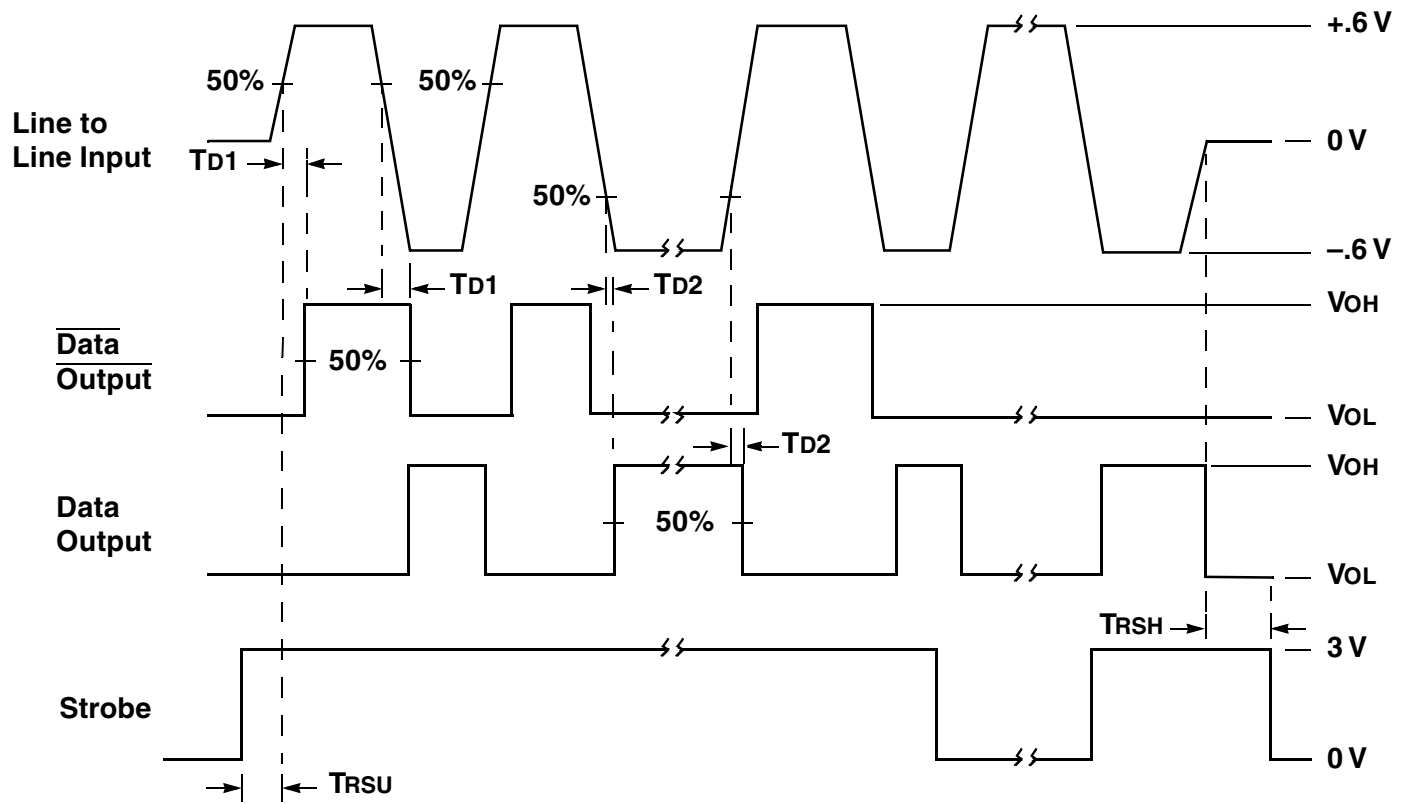 +.6 V
50%
50%
Line to
Line Input
0 V
TD1
50%
–.6 V
TD1
TD2
VOH
Data
Output
50%
VOL
TD2
VOH
Data
Output
50%
VOL
TRSH
3 V
Strobe
0 V
TRSU